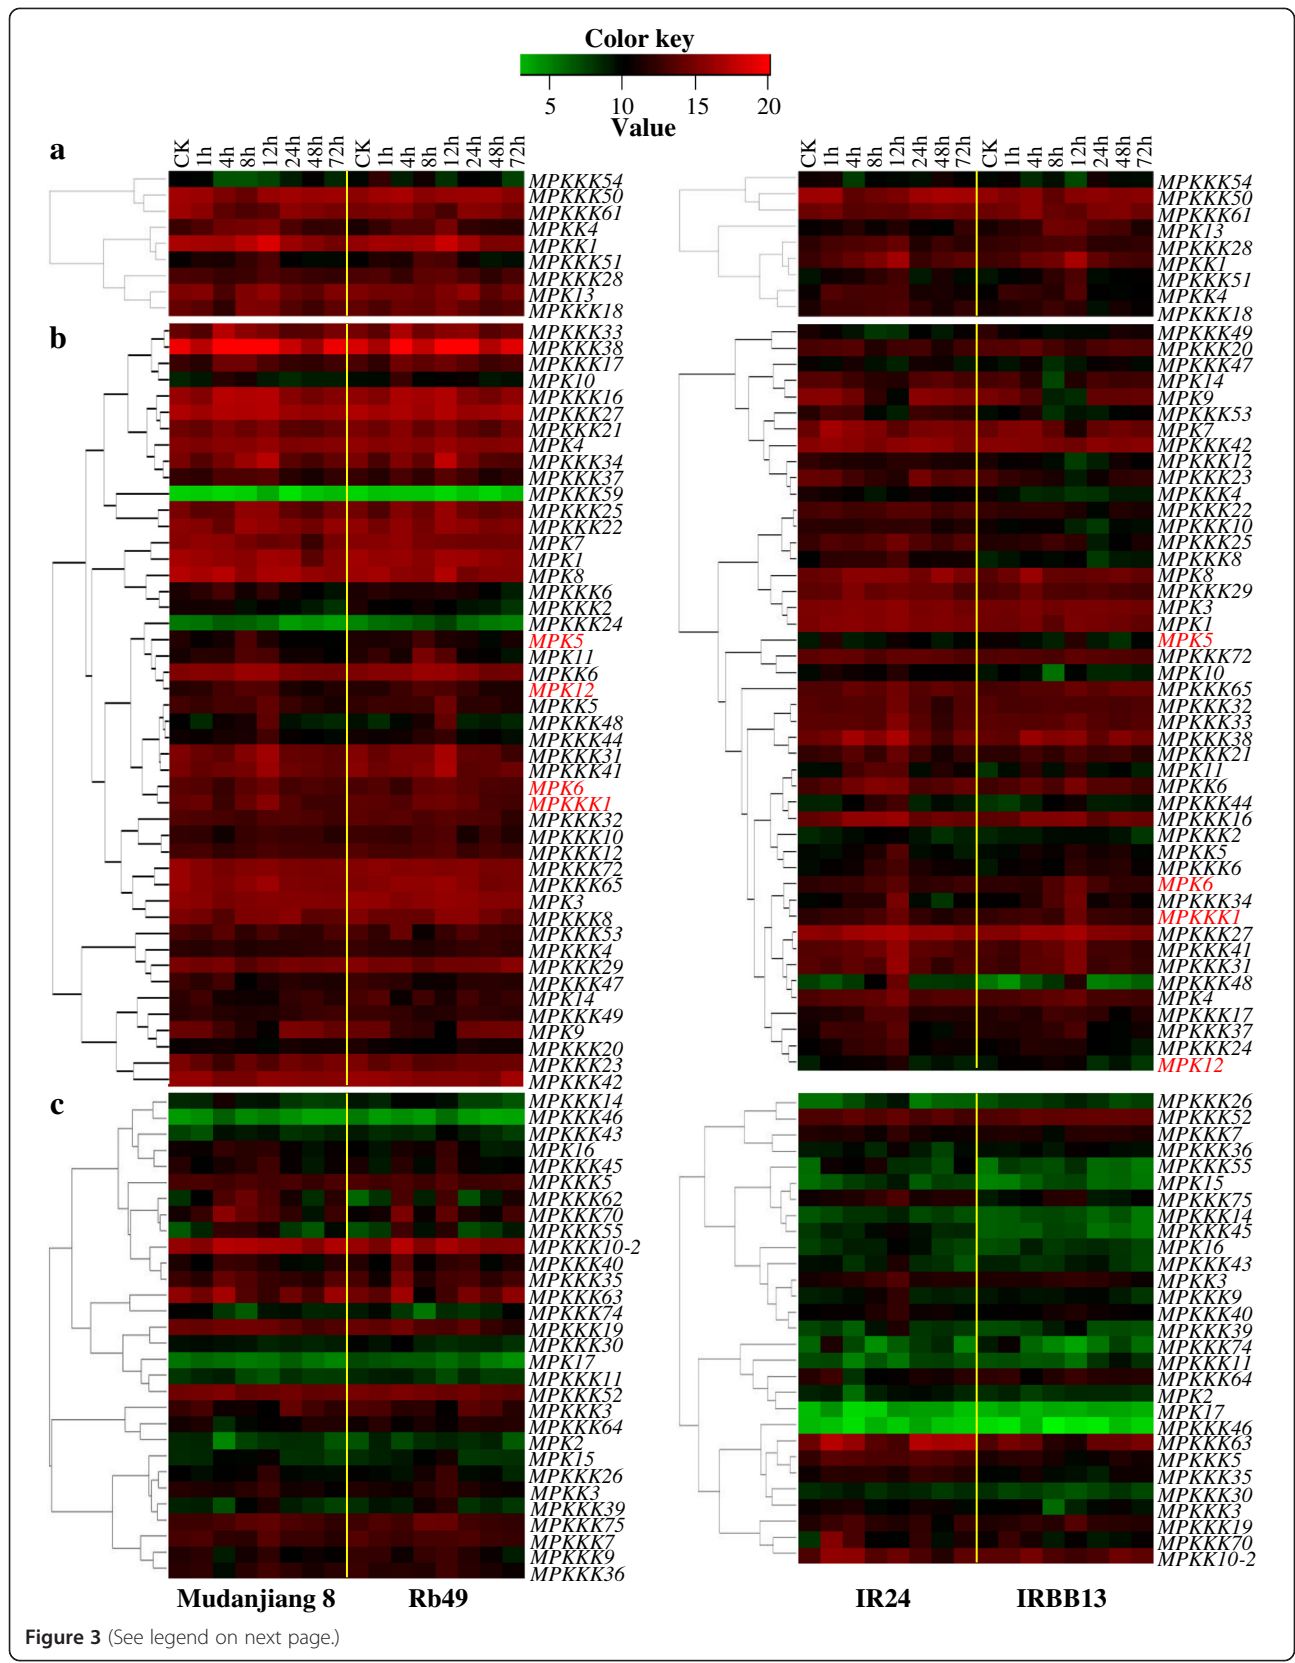 Color key
5 10 15 20
Value
a
CK 1h 4h 8h 12h 24h 48h 72h CK 1h 4h 8h 12h 24h 48h 72h
MPKKK54
MPKKK50
MPKKK61
MPKK4
MPKK1
MPKKK51
MPKKK28
MPK13
MPKKK18
CK 1h 4h 8h 12h 24h 48h 72h CK 1h 4h 8h 12h 24h 48h 72h
MPKKK54
MPKKK50
MPKKK61
MPK13
MPKKK28
MPKK1
MPKKK51
MPKK4
MPKKK18
b
MPKKK33
MPKKK38
MPKKK17
MPK10
MPKKK16
MPKKK27
MPKKK21
MPK4
MPKKK34
MPKKK37
MPKKK59
MPKKK25
MPKKK22
MPK7
MPK1
MPK8
MPKKK6
MPKKK2
MPKKK24
MPK5
MPK11
MPKK6
MPK12
MPKK5
MPKKK48
MPKKK44
MPKKK31
MPKKK41
MPK6
MPKKK1
MPKKK32
MPKKK10
MPKKK12
MPKKK72
MPKKK65
MPK3
MPKKK8
MPKKK53
MPKKK4
MPKKK29
MPKKK47
MPK14
MPKKK49
MPK9
MPKKK20
MPKKK23
MPKKK42
MPKKK49
MPKKK20
MPKKK47
MPK14
MPK9
MPKKK53
MPK7
MPKKK42
MPKKK12
MPKKK23
MPKKK4
MPKKK22
MPKKK10
MPKKK25
MPKKK8
MPK8
MPKKK29
MPK3
MPK1
MPK5
MPKKK72
MPK10
MPKKK65
MPKKK32
MPKKK33
MPKKK38
MPKKK21
MPK11
MPKK6
MPKKK44
MPKKK16
MPKKK2
MPKK5
MPKKK6
MPK6
MPKKK34
MPKKK1
MPKKK27
MPKKK41
MPKKK31
MPKKK48
MPK4
MPKKK17
MPKKK37
MPKKK24
MPK12
c
MPKKK14
MPKKK46
MPKKK43
MPK16
MPKKK45
MPKKK5
MPKKK62
MPKKK70
MPKKK55
MPKKK10-2
MPKKK40
MPKKK35
MPKKK63
MPKKK74
MPKKK19
MPKKK30
MPK17
MPKKK11
MPKKK52
MPKKK3
MPKKK64
MPK2
MPK15
MPKKK26
MPKK3
MPKKK39
MPKKK75
MPKKK7
MPKKK9
MPKKK36
MPKKK26
MPKKK52
MPKKK7
MPKKK36
MPKKK55
MPK15
MPKKK75
MPKKK14
MPKKK45
MPK16
MPKKK43
MPKK3
MPKKK9
MPKKK40
MPKKK39
MPKKK74
MPKKK11
MPKKK64
MPK2
MPK17
MPKKK46
MPKKK63
MPKKK5
MPKKK35
MPKKK30
MPKKK3
MPKKK19
MPKKK70
MPKK10-2
Mudanjiang 8 Rb49 IR24 IRBB13
Figure 3 (See legend on next page.)